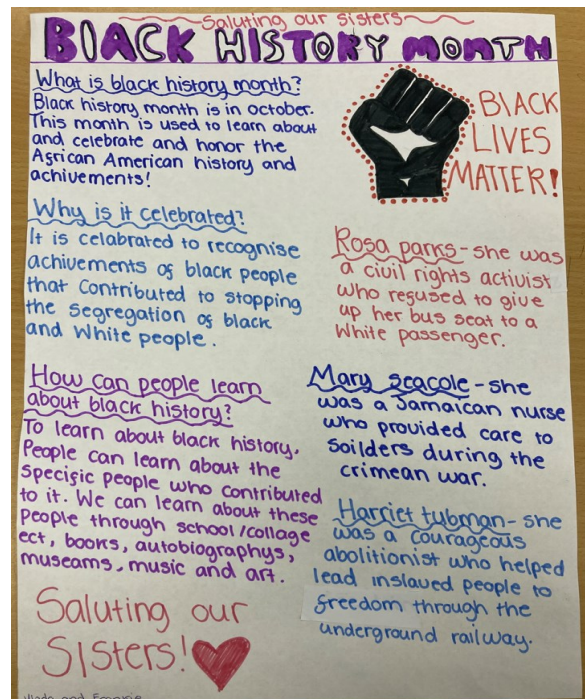 Saluting our sisters
BlACK HISTORY MONTH
What is black history month?
Black history month is in october.
This month is used to learn about
and celebrate and honor the
African American history and
achivements!
BlACK
LIVES
MATTER!
Why is it celebrated?
It is celabrated to recognise
achivements of black people
that contributed to stopping
the segregation of black
and White people.
Rosa parks - she was
a civil rights activist
who refused to give
up her bus seat to a
White passenger.
How can people learn
about black history?
To learn about black history,
People can learn about the
specific people who contributed
to it. We can learn about these
people through school/collage
ect, books, autobiographys,
museams, music and art.
Mary seacole - she
was a Jamaican nurse
who provided care to
soilders during the
crimean war.
Harriet tubman - she
was a courageous
abolitionist who helped
lead inslaved people to
freedom through the
underground railway.
Saluting our
Sisters!